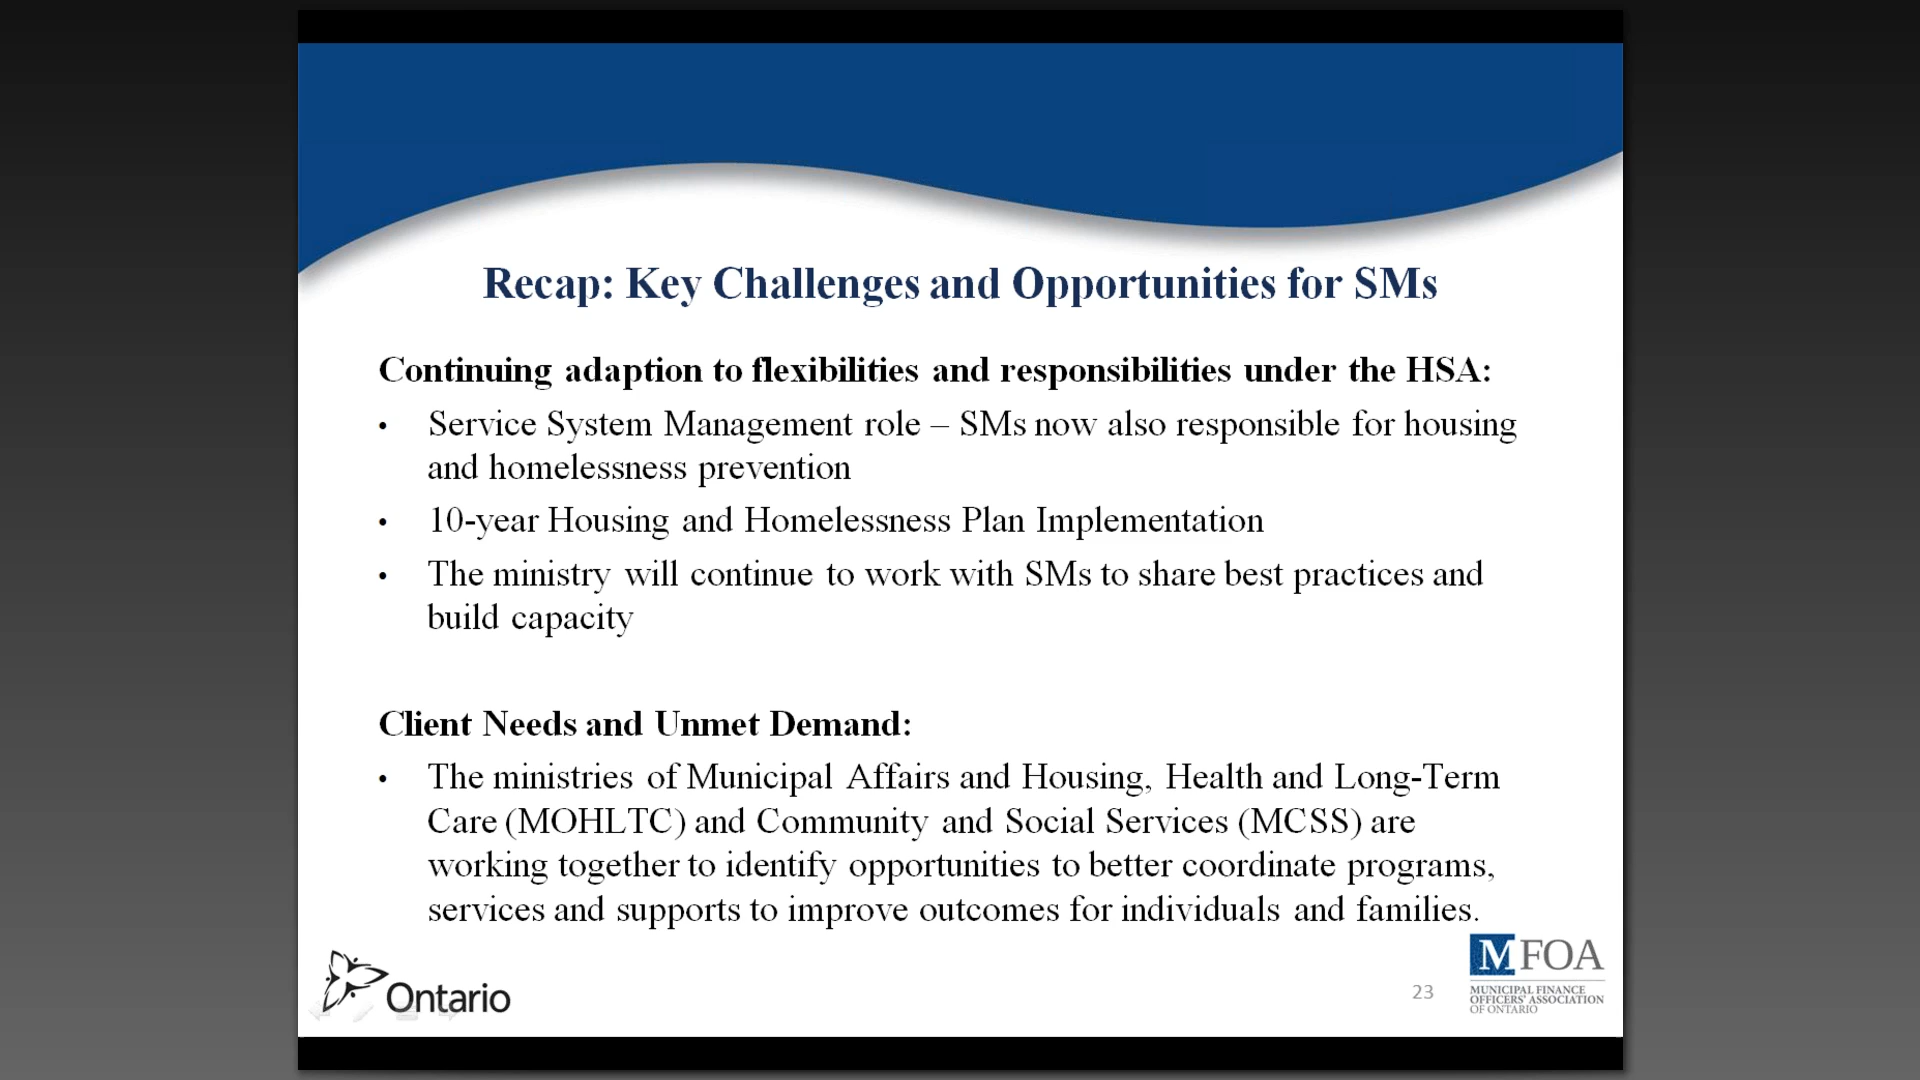 Recap: Key Challenges and Opportunities for SMs
Continuing adaption to flexibilities and responsibilities under the HSA:
• Service System Management role – SMs now also responsible for housing
and homelessness prevention
• 10-year Housing and Homelessness Plan Implementation
• The ministry will continue to work with SMs to share best practices and
build capacity
Client Needs and Unmet Demand:
• The ministries of Municipal Affairs and Housing, Health and Long-Term
Care (MOHLTC) and Community and Social Services (MCSS) are
working together to identify opportunities to better coordinate programs,
services and supports to improve outcomes for individuals and families.
Ontario
23
MFOA
MUNICIPAL FINANCE
OFFICERS' ASSOCIATION
OF ONTARIO